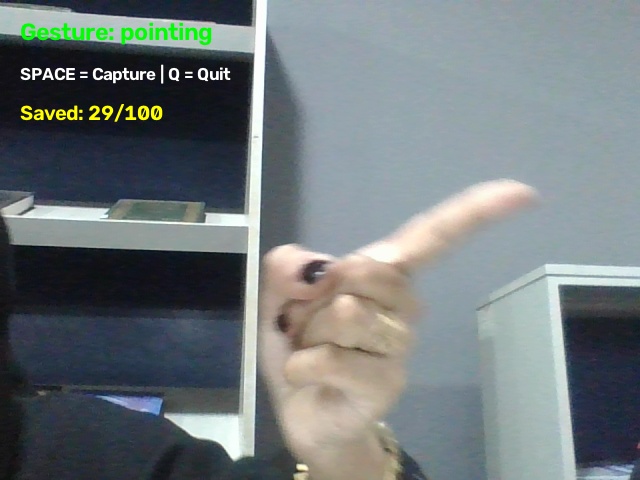 Gesture: pointing
SPACE = Capture | Q = Quit
Saved: 29/100